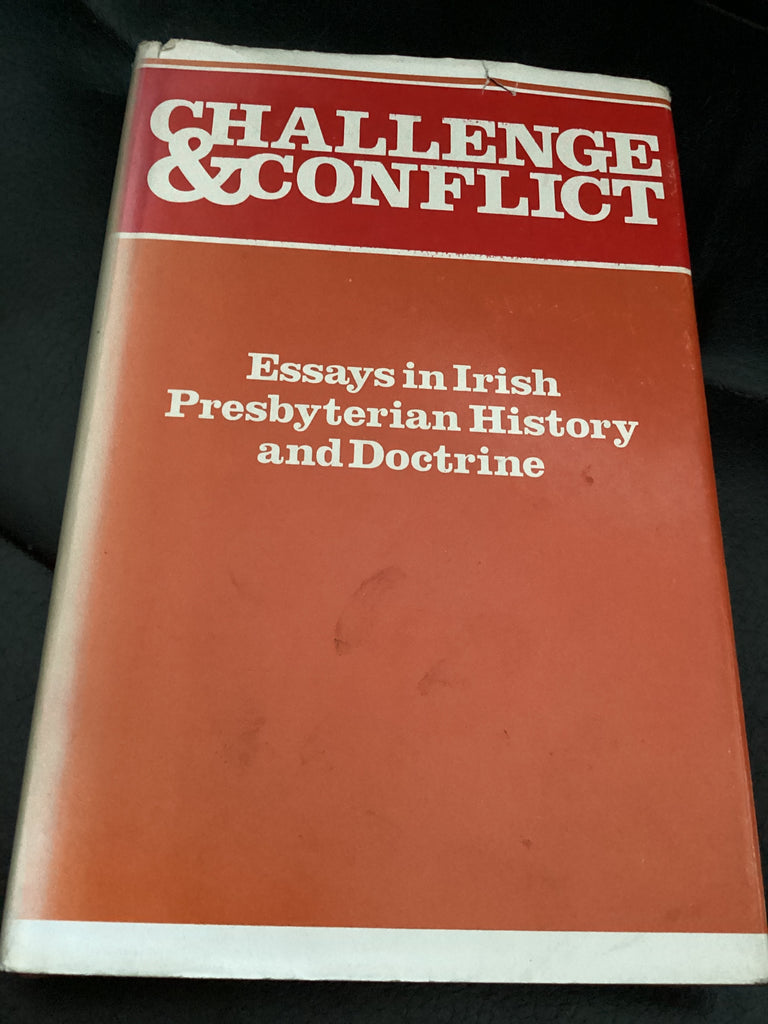 CHALLENGE
& CONFLICT
Essays in Irish
Presbyterian History
and Doctrine